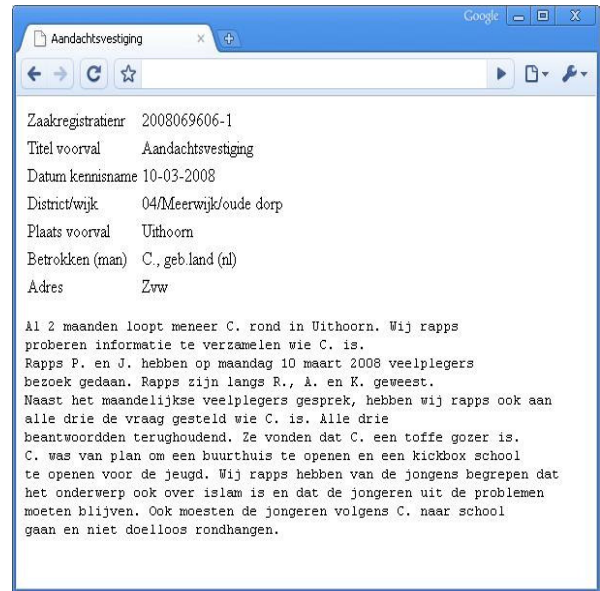 Google
Aandachtsvestiging
Zaakregistratienr 2008069606-1
Titel voorval Aandachtsvestiging
Datum kennisname 10-03-2008
District/wijk 04/Meerwijk/oude dorp
Plaats voorval Uithoorn
Betrokken (man) C., geb.land (nl)
Adres Zvw
Al 2 maanden loopt meneer C. rond in Uithoorn. Wij rapps
proberen informatie te verzamelen wie C. is.
Rapps P. en J. hebben op maandag 10 maart 2008 veelplegers
bezoek gedaan. Rapps zijn langs R., A. en K. geweest.
Naast het maandelijkse veelplegers gesprek, hebben wij rapps ook aan
alle drie de vraag gesteld wie C. is. Alle drie
beantwoordden terughoudend. Ze vonden dat C. een toffe gozer is.
C. was van plan om een buurthuis te openen en een kickbox school
te openen voor de jeugd. Wij rapps hebben van de jongens begrepen dat
het onderwerp ook over islam is en dat de jongeren uit de problemen
moeten blijven. Ook moesten de jongeren volgens C. naar school
gaan en niet doelloos rondhangen.